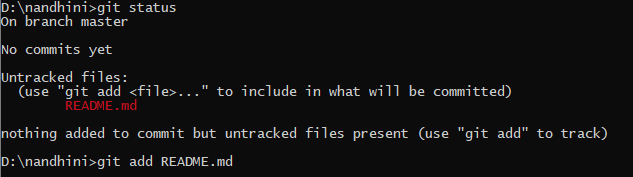 D:\nandhini>git status
On branch master
No commits yet
Untracked files:
  (use "git add <file>..." to include in what will be committed)
        README.md
nothing added to commit but untracked files present (use "git add" to track)
D:\nandhini>git add README.md